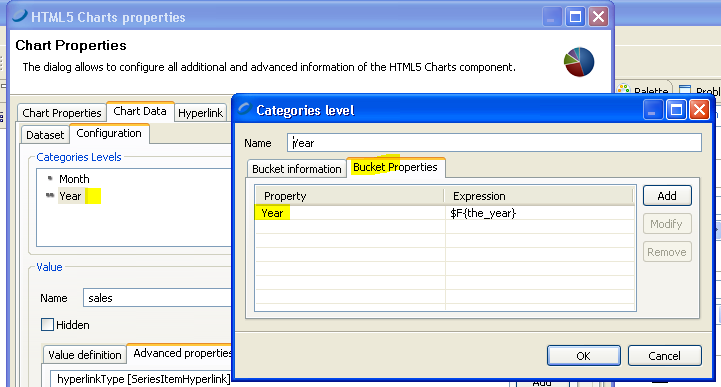 HTML5 Charts properties
Chart Properties
The dialog allows to configure all additional and advanced information of the HTML5 Charts component.
Chart Properties Chart Data Hyperlink
Dataset Configuration
Categories Levels
Month
Year
Value
Name sales
Hidden
Value definition Advanced properties
hyperlinkType [SeriesItemHyperlink]
Add
Palette Probl
Categories level
Name Year
Bucket information Bucket Properties
Property Expression
Year $F{the_year}
Add
Modify
Remove
OK Cancel